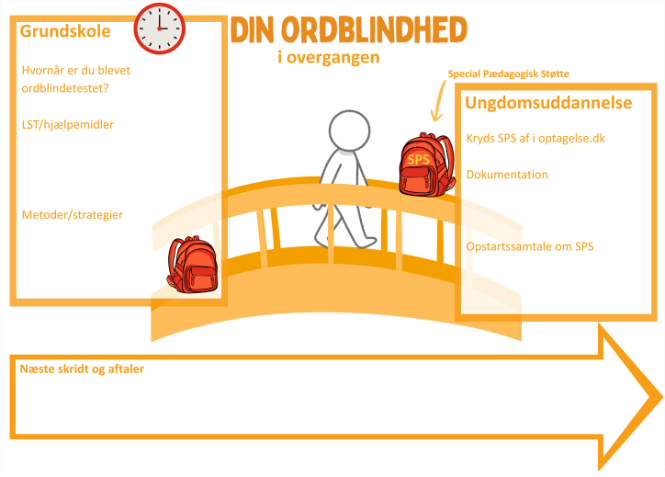 DIN ORDBLINDHED
i overgangen
Grundskole
Hvornår er du blevet
ordblindetestet?
LST/hjælpemidler
Metoder/strategier
Special Pædagogisk Støtte
SPS
Ungdomsuddannelse
Kryds SPS af i optagelse.dk
Dokumentation
Opstartssamtale om SPS
Næste skridt og aftaler